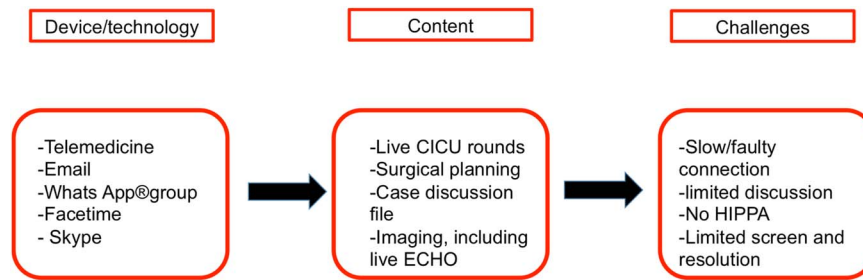 Device/technology
Content
Challenges
-Telemedicine
-Email
-Whats App®group
-Facetime
- Skype
-Live CICU rounds
-Surgical planning
-Case discussion
file
-Imaging, including
live ECHO
-Slow/faulty
connection
-limited discussion
-No HIPPA
-Limited screen and
resolution